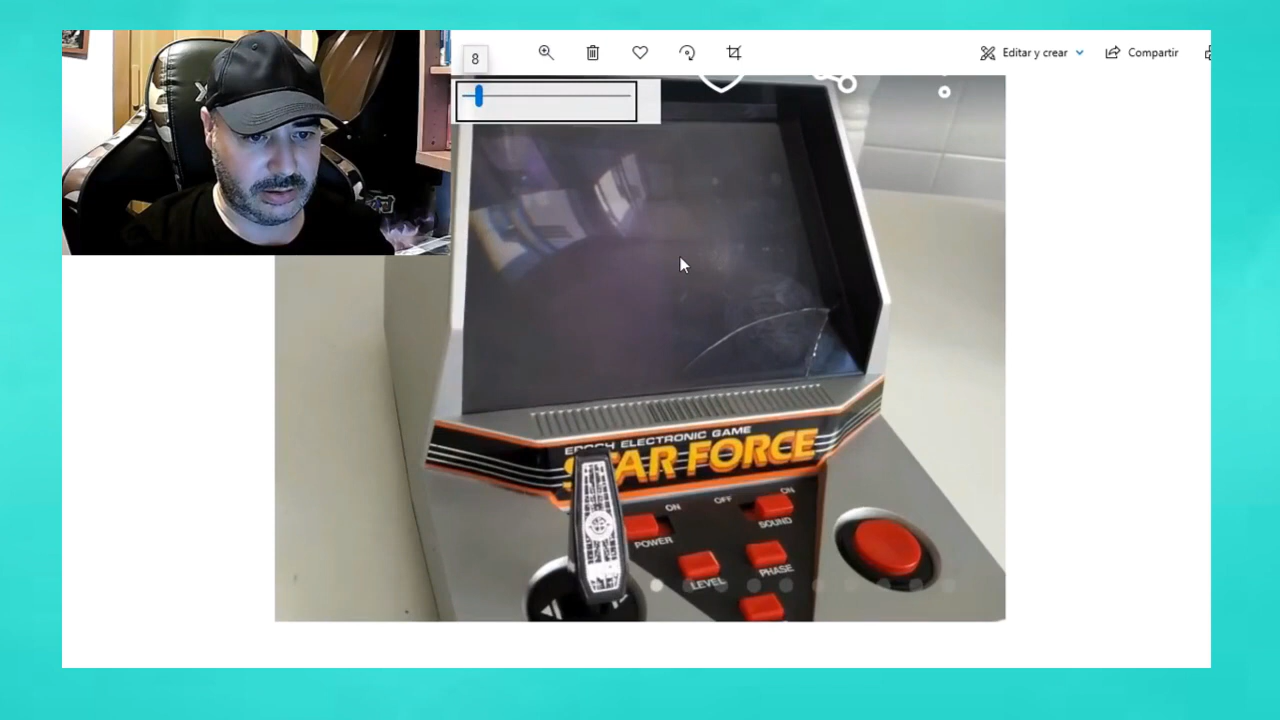 8
Editar y crear
Compartir
EPOCH ELECTRONIC GAME
STAR FORCE
ON
OFF
ON
POWER
SOUND
LEVEL
PHASE